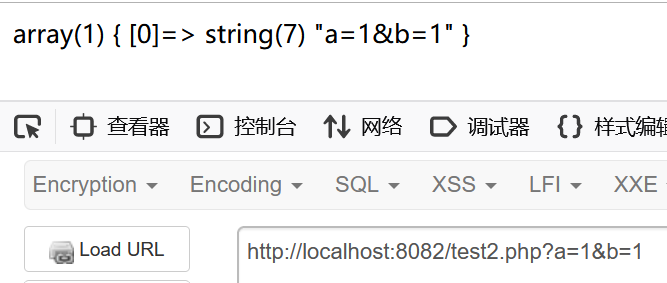 array(1) { [0]=> string(7) "a=1&b=1" }
查看器 控制台 网络 调试器 {} 样式编辑
Encryption Encoding SQL XSS LFI XXE
Load URL http://localhost:8082/test2.php?a=1&b=1